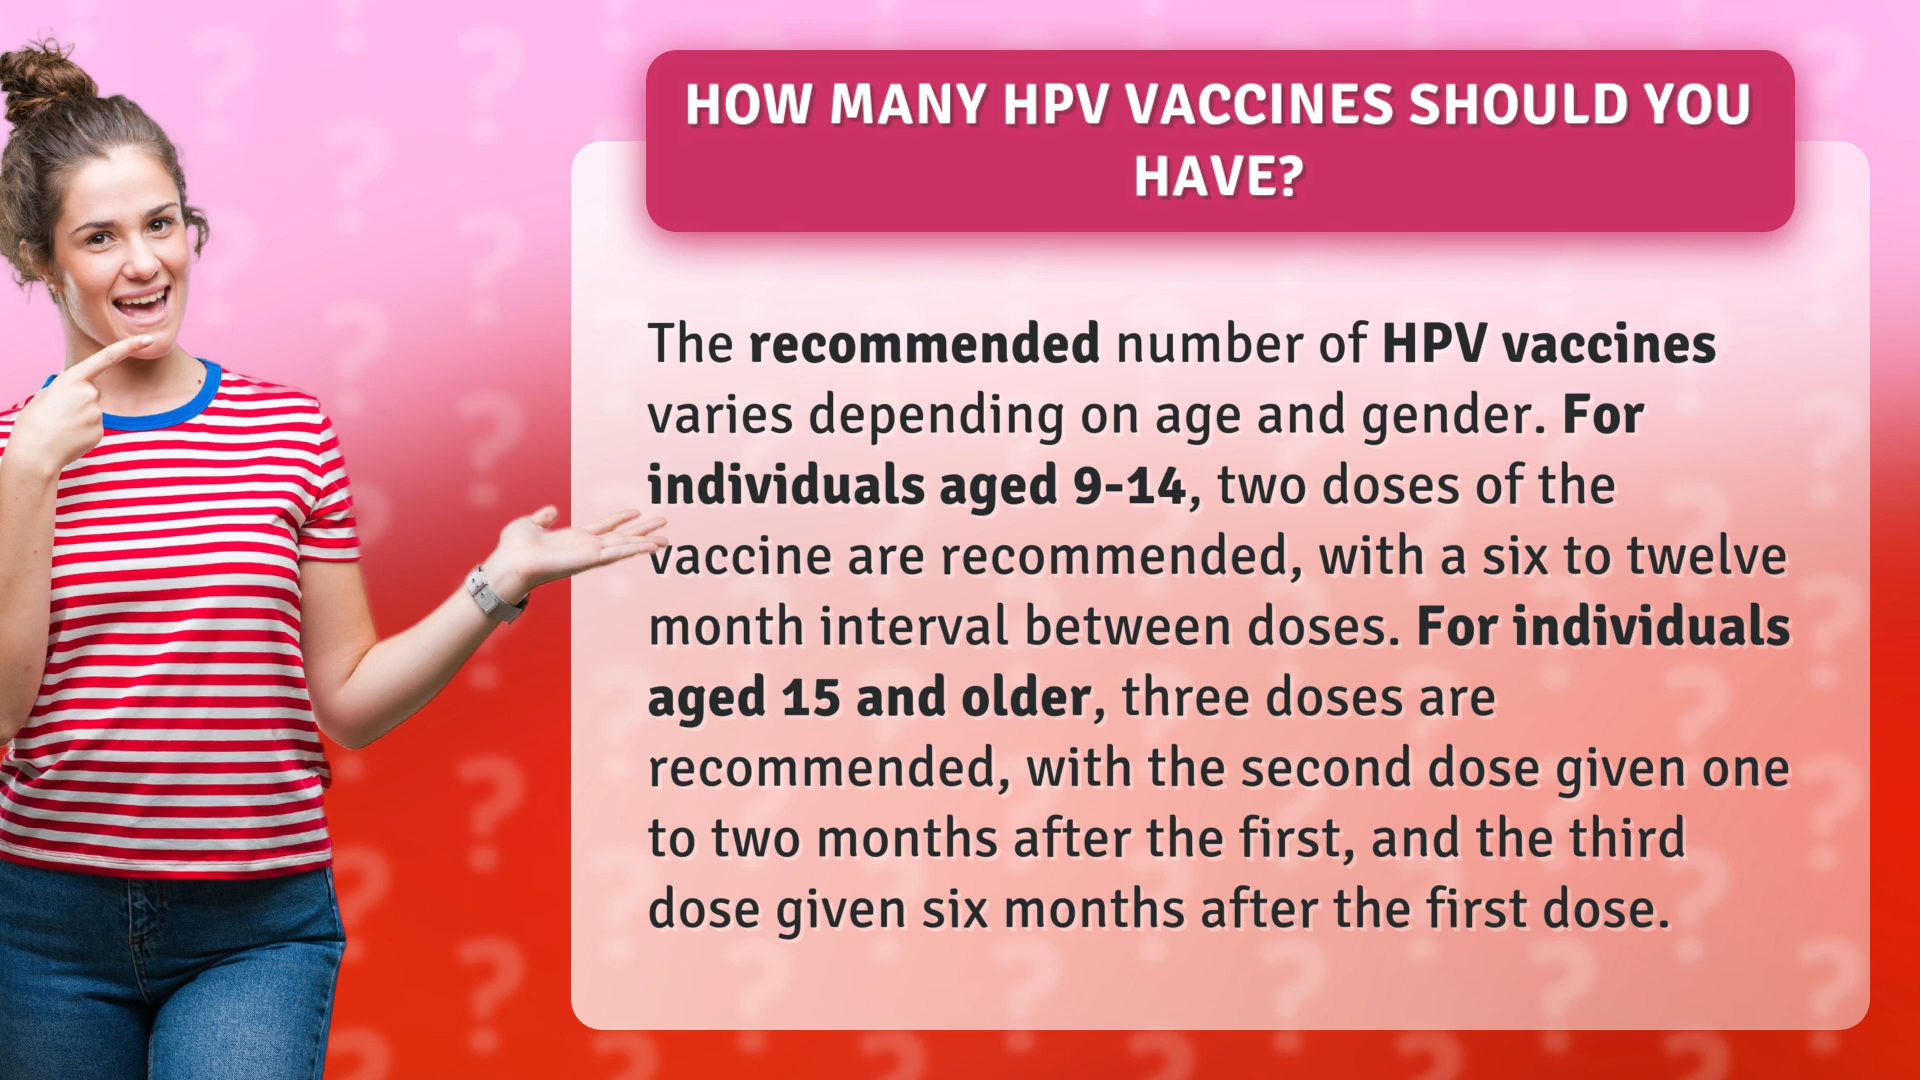 HOW MANY HPV VACCINES SHOULD YOU
HAVE?
The recommended number of HPV vaccines
varies depending on age and gender. For
individuals aged 9-14, two doses of the
vaccine are recommended, with a six to twelve
month interval between doses. For individuals
aged 15 and older, three doses are
recommended, with the second dose given one
to two months after the first, and the third
dose given six months after the first dose.